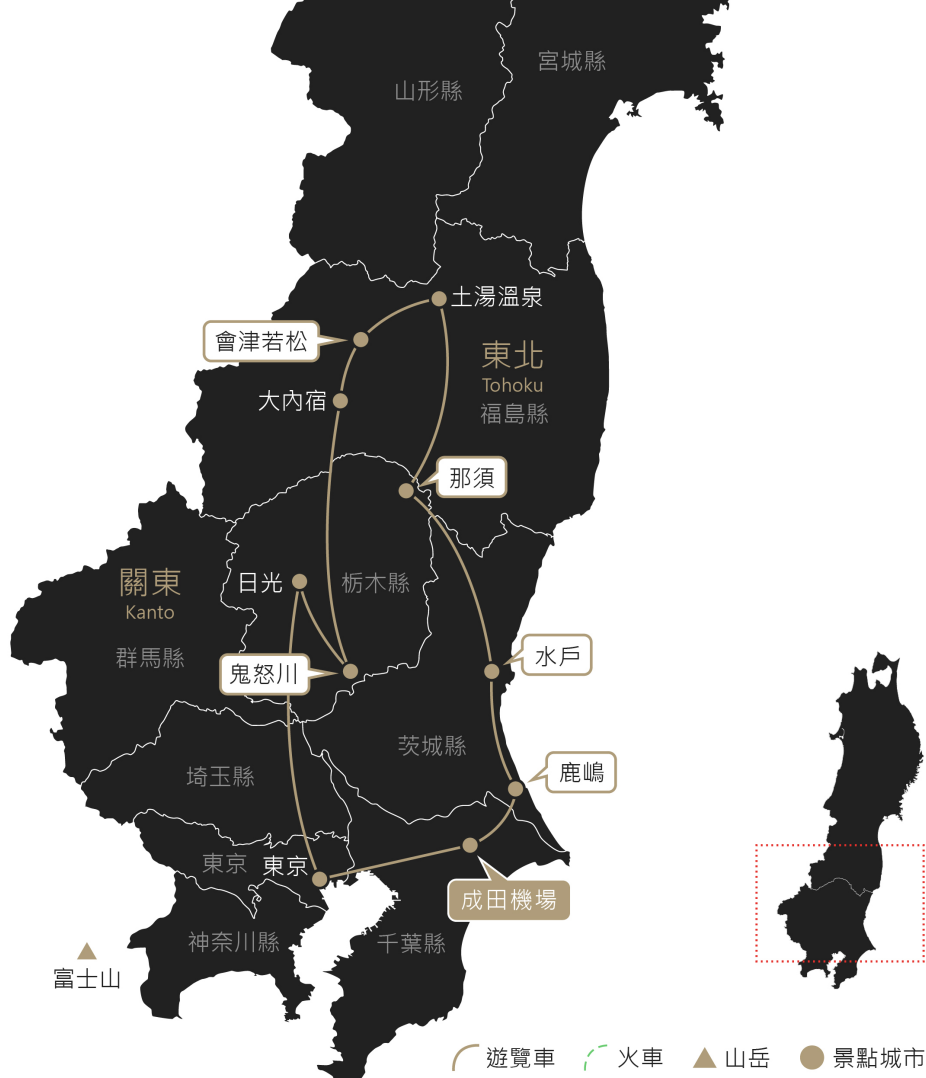 宮城縣
山形縣
土湯溫泉
會津若松
東北
Tohoku
福島縣
大內宿
那須
關東
Kanto
日光
栃木縣
群馬縣
鬼怒川
水戶
茨城縣
埼玉縣
鹿嶋
東京
東京
成田機場
神奈川縣
千葉縣
富士山
遊覽車
火車
山岳
景點城市